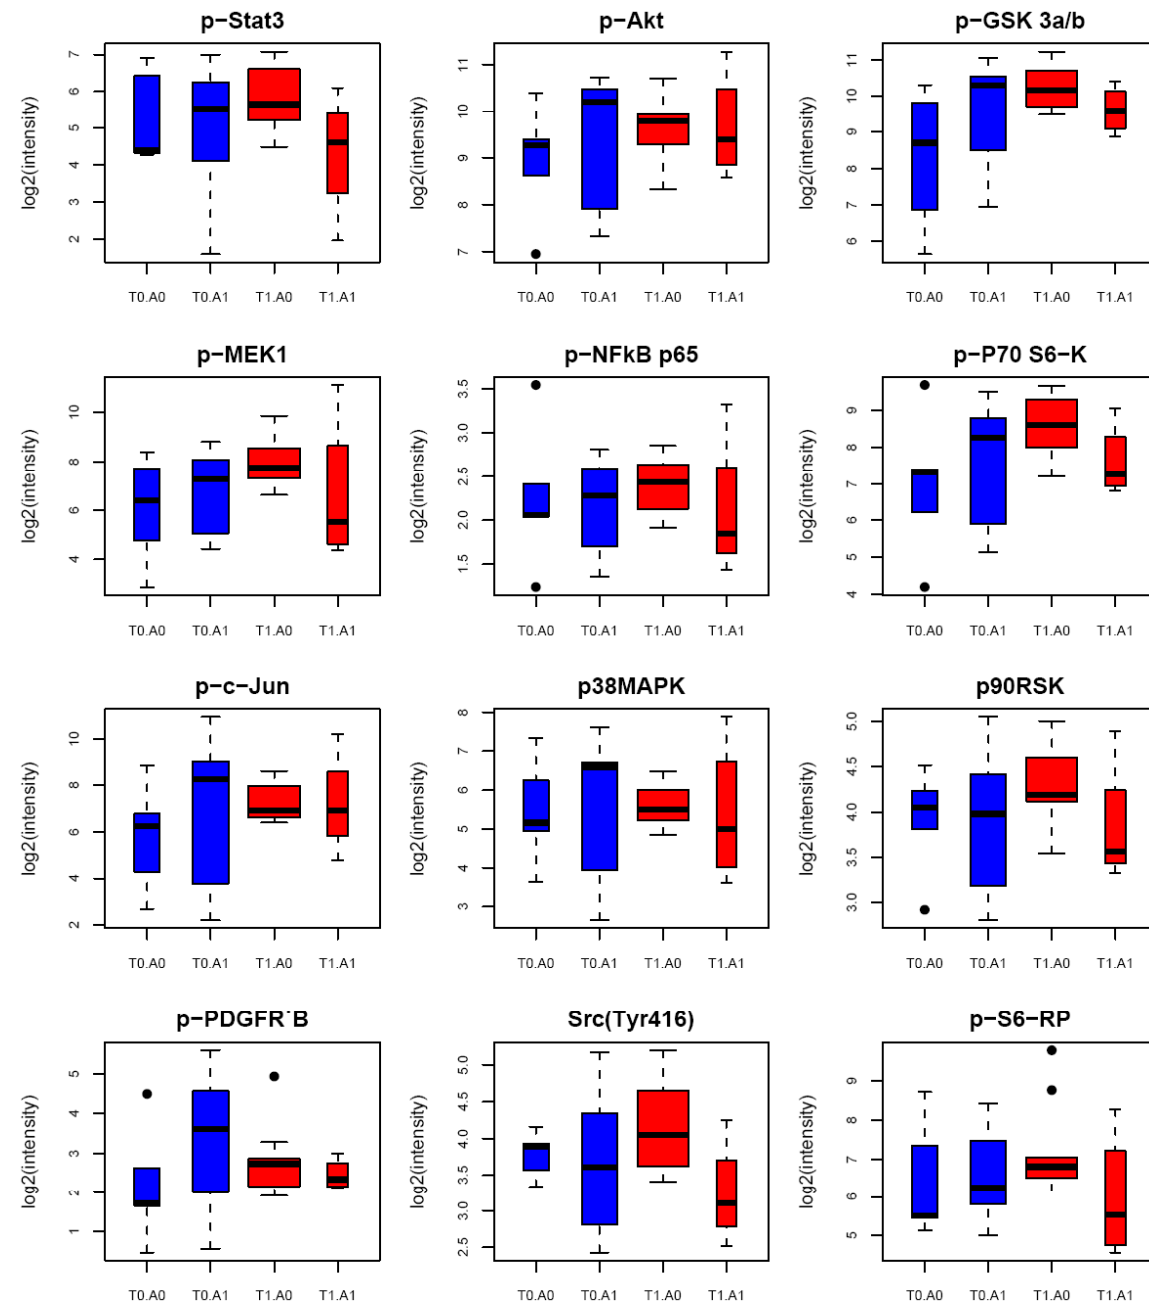 p−Stat3 p−Akt p−GSK 3a/b
log2(intensity) 2 3 4 5 6 7 log2(intensity) 7 8 9 10 11 log2(intensity) 6 7 8 9 10 11
T0.A0 T0.A1 T1.A0 T1.A1 T0.A0 T0.A1 T1.A0 T1.A1 T0.A0 T0.A1 T1.A0 T1.A1
p−MEK1 p−NFkB p65 p−P70 S6−K
log2(intensity) 4 6 8 10 log2(intensity) 1.5 2.0 2.5 3.0 3.5 log2(intensity) 4 5 6 7 8 9
T0.A0 T0.A1 T1.A0 T1.A1 T0.A0 T0.A1 T1.A0 T1.A1 T0.A0 T0.A1 T1.A0 T1.A1
p−c−Jun p38MAPK p90RSK
log2(intensity) 2 4 6 8 10 log2(intensity) 3 4 5 6 7 8 log2(intensity) 3.0 3.5 4.0 4.5 5.0
T0.A0 T0.A1 T1.A0 T1.A1 T0.A0 T0.A1 T1.A0 T1.A1 T0.A0 T0.A1 T1.A0 T1.A1
p−PDGFR˙B Src(Tyr416) p−S6−RP
log2(intensity) 1 2 3 4 5 log2(intensity) 2.5 3.0 3.5 4.0 4.5 5.0 log2(intensity) 5 6 7 8 9
T0.A0 T0.A1 T1.A0 T1.A1 T0.A0 T0.A1 T1.A0 T1.A1 T0.A0 T0.A1 T1.A0 T1.A1